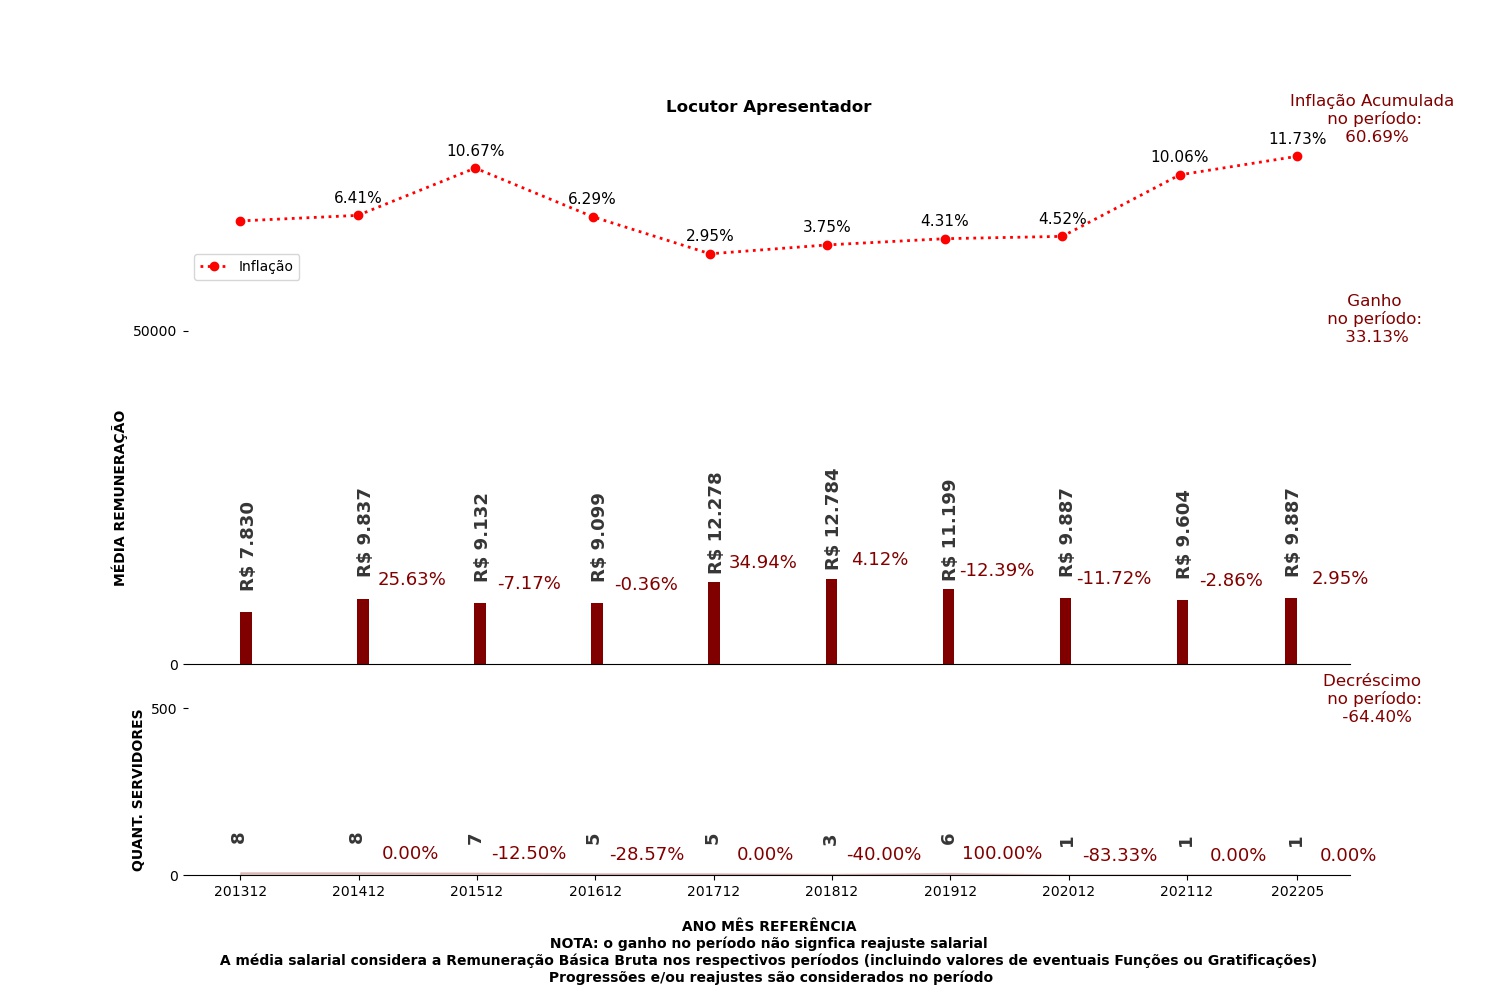 Locutor Apresentador
Inflação Acumulada
no período:
60.69%
6.41%
10.67%
6.29%
2.95%
3.75%
4.31%
4.52%
10.06%
11.73%
Inflação
Ganho
no período:
33.13%
50000
0
MÉDIA REMUNERAÇÃO
R$ 7.830
R$ 9.837
R$ 9.132
R$ 9.099
R$ 12.278
R$ 12.784
R$ 11.199
R$ 9.887
R$ 9.604
R$ 9.887
25.63%
-7.17%
-0.36%
34.94%
4.12%
-12.39%
-11.72%
-2.86%
2.95%
Decréscimo
no período:
-64.40%
500
0
QUANT. SERVIDORES
8
8
7
5
5
3
6
1
1
1
0.00%
-12.50%
-28.57%
0.00%
-40.00%
100.00%
-83.33%
0.00%
0.00%
201312
201412
201512
201612
201712
201812
201912
202012
202112
202205
ANO MÊS REFERÊNCIA
NOTA: o ganho no período não signfica reajuste salarial
A média salarial considera a Remuneração Básica Bruta nos respectivos períodos (incluindo valores de eventuais Funções ou Gratificações)
Progressões e/ou reajustes são considerados no período